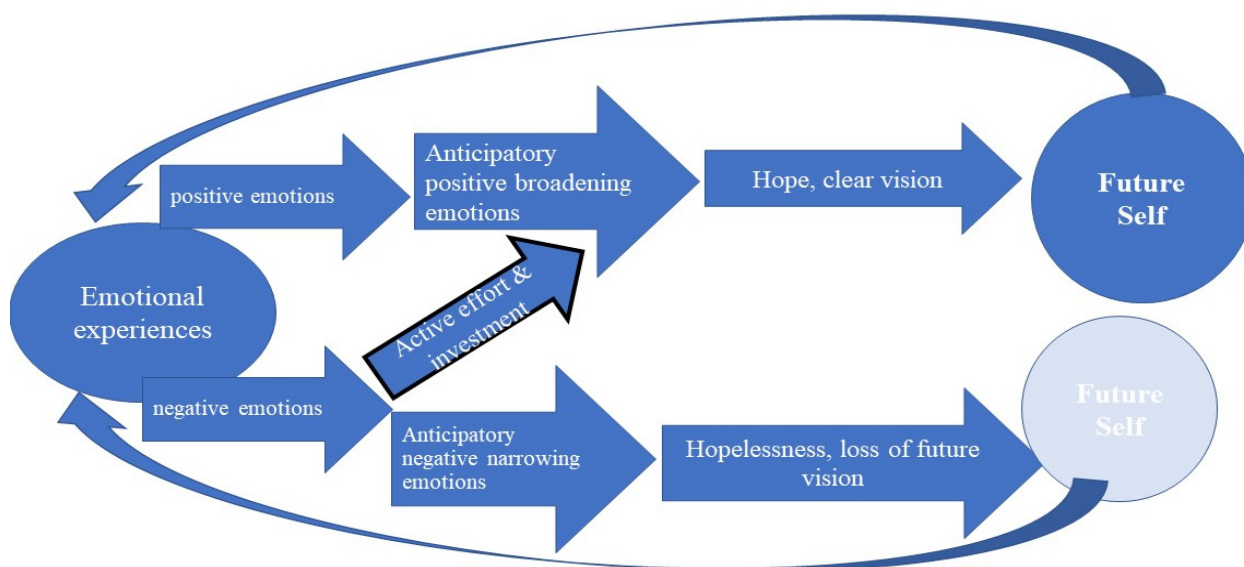 positive emotions
Anticipatory
positive broadening
emotions
Hope, clear vision
Future
Self
Emotional
experiences
Active effort &
investment
negative emotions
Anticipatory
negative narrowing
emotions
Hopelessness, loss of future
vision
Future
Self